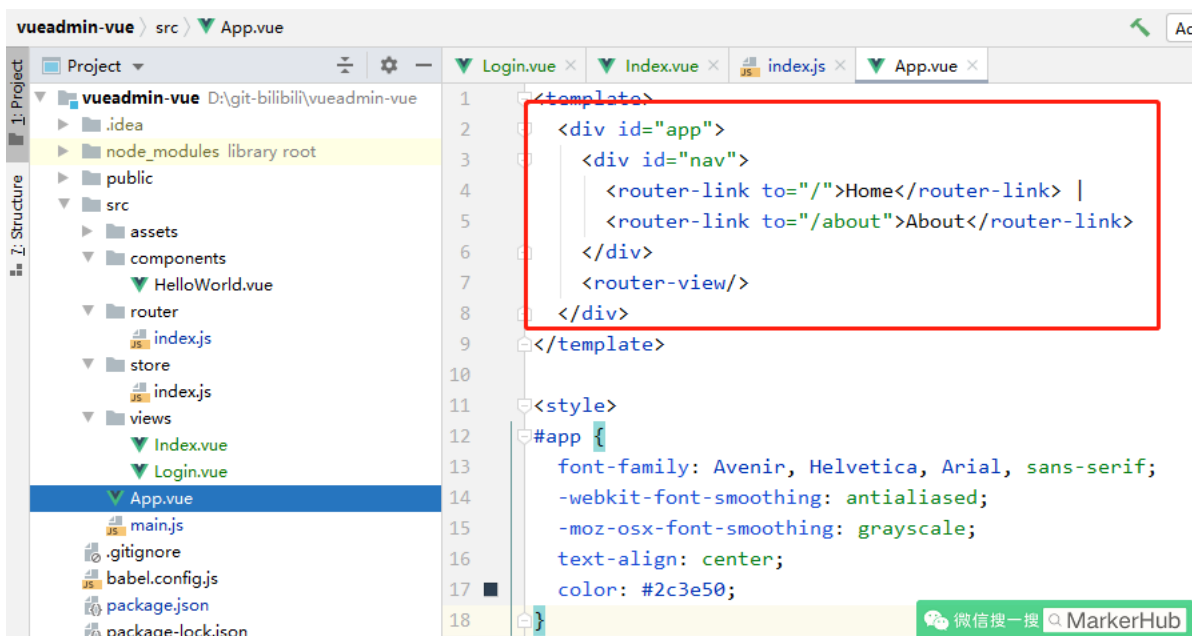 vueadmin-vue 〉 src 〉 App.vue
Ad
1: Project
7: Structure
Project
Login.vue × Index.vue × index.js × App.vue ×
vueadmin-vue D:\git-bilibili\vueadmin-vue
.idea
node_modules library root
public
src
assets
components
HelloWorld.vue
router
index.js
store
index.js
views
Index.vue
Login.vue
App.vue
main.js
.gitignore
babel.config.js
package.json
package-lock.json
1 <template>
2 <div id="app">
3 <div id="nav">
4 <router-link to="/">Home</router-link> |
5 <router-link to="/about">About</router-link>
6 </div>
7 <router-view/>
8 </div>
9 </template>
10
11 <style>
12 #app {
13 font-family: Avenir, Helvetica, Arial, sans-serif;
14 -webkit-font-smoothing: antialiased;
15 -moz-osx-font-smoothing: grayscale;
16 text-align: center;
17 color: #2c3e50;
18 }
微信搜一搜 MarkerHub